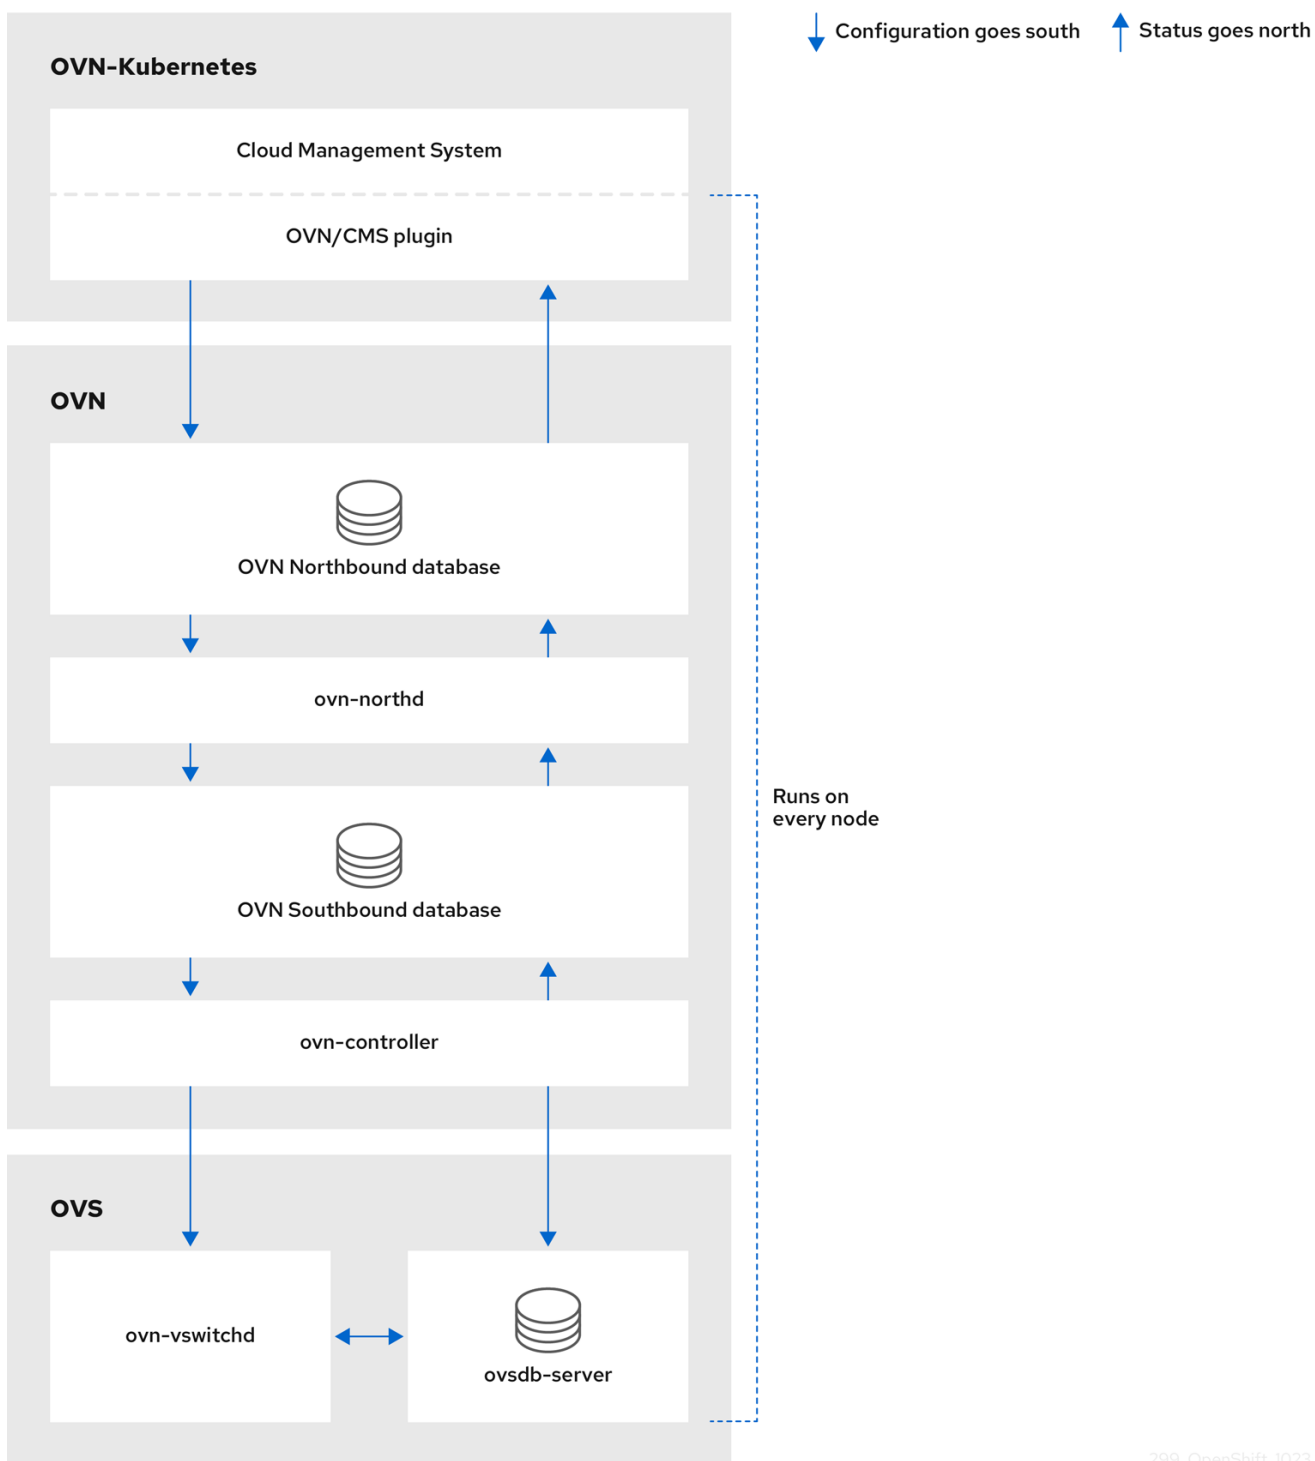 Configuration goes south
Status goes north
OVN-Kubernetes
Cloud Management System
OVN/CMS plugin
OVN
OVN Northbound database
ovn-northd
OVN Southbound database
Runs on
every node
ovn-controller
OVS
ovn-vswitchd
ovsdb-server
299_OpenShift_1023